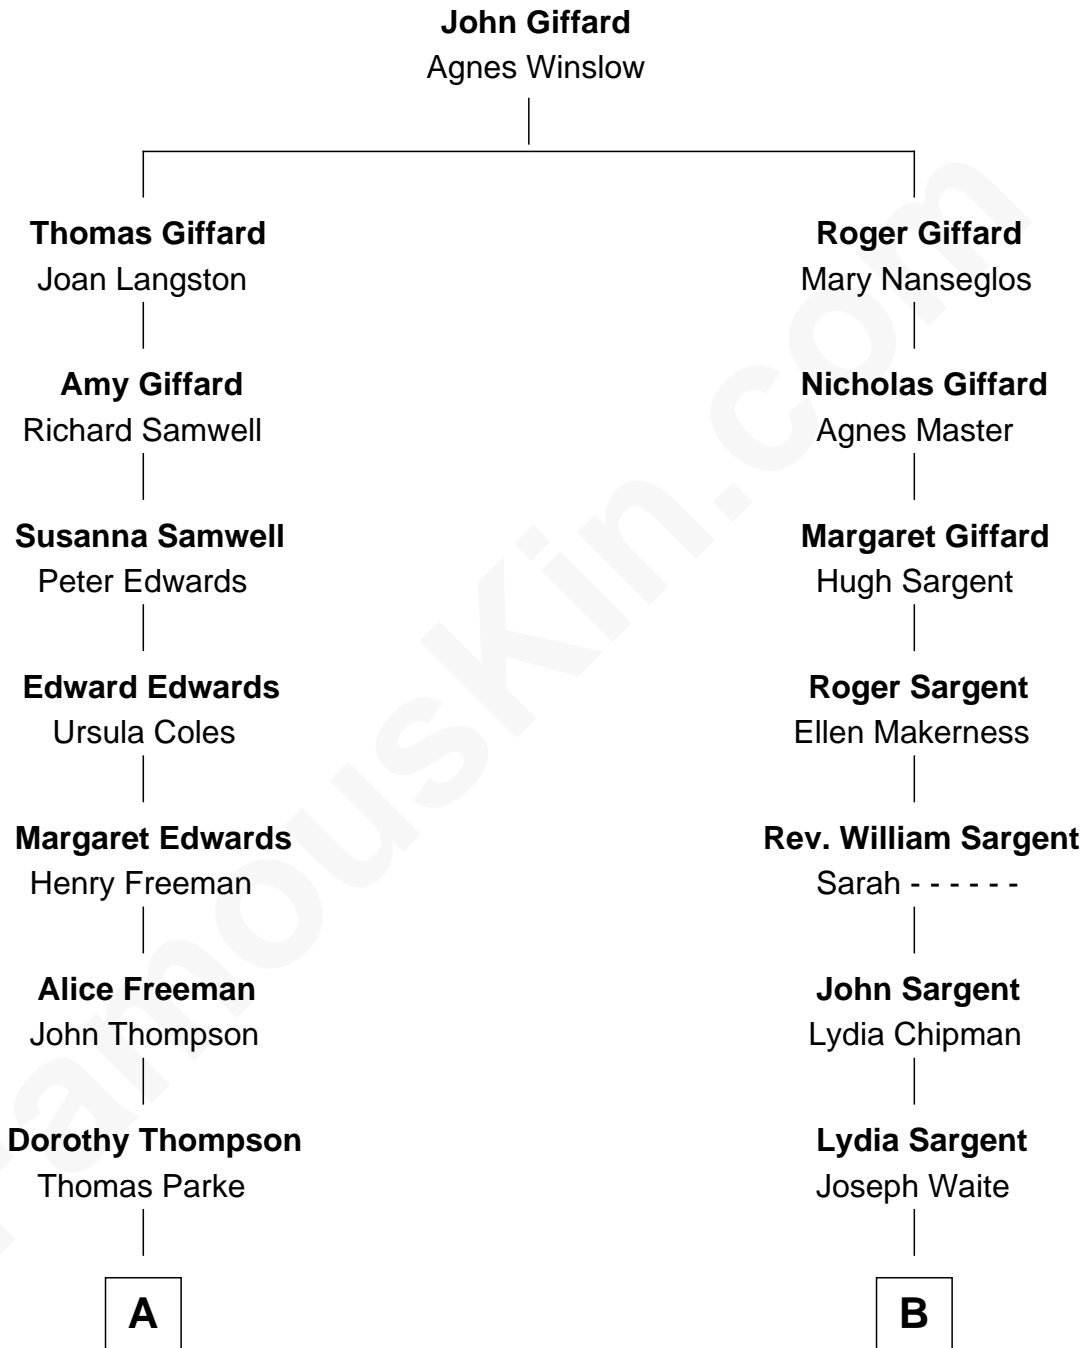 John Giffard
Agnes Winslow
Thomas Giffard
Joan Langston
Amy Giffard
Richard Samwell
Susanna Samwell
Peter Edwards
Edward Edwards
Ursula Coles
Margaret Edwards
Henry Freeman
Alice Freeman
John Thompson
Dorothy Thompson
Thomas Parke
A
Roger Giffard
Mary Nanseglos
Nicholas Giffard
Agnes Master
Margaret Giffard
Hugh Sargent
Roger Sargent
Ellen Makerness
Rev. William Sargent
Sarah - - - - - -
John Sargent
Lydia Chipman
Lydia Sargent
Joseph Waite
B
FamousKin.com